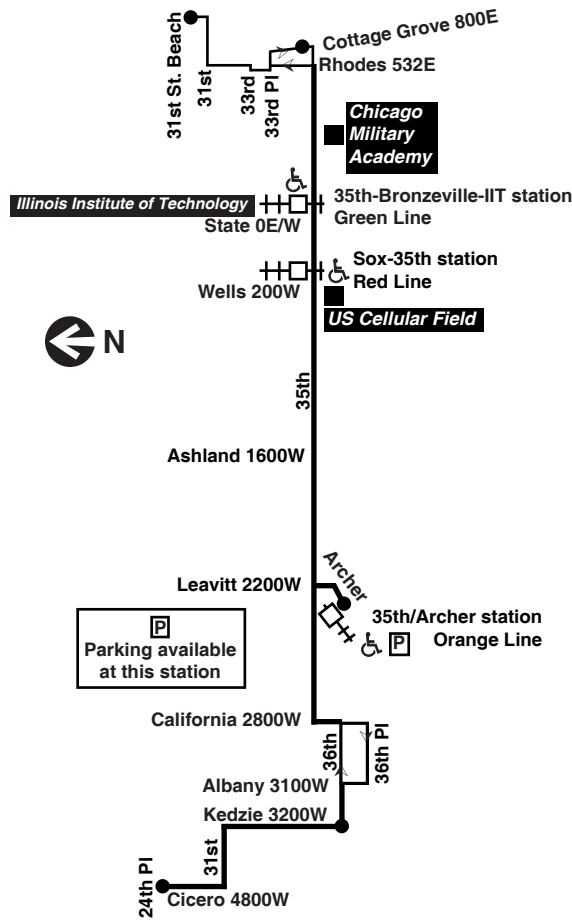 Cottage Grove 800E
Rhodes 532E
31st St. Beach
31st
33rd
33rd Pl
Chicago
Military
Academy
Illinois Institute of Technology
35th-Bronzeville-IIT station
Green Line
State 0E/W
Sox-35th station
Red Line
Wells 200W
US Cellular Field
N
35th
Ashland 1600W
Leavitt 2200W
Archer
35th/Archer station
P Orange Line
P
Parking available
at this station
California 2800W
36th
36th Pl
Albany 3100W
Kedzie 3200W
31st
24th Pl
Cicero 4800W